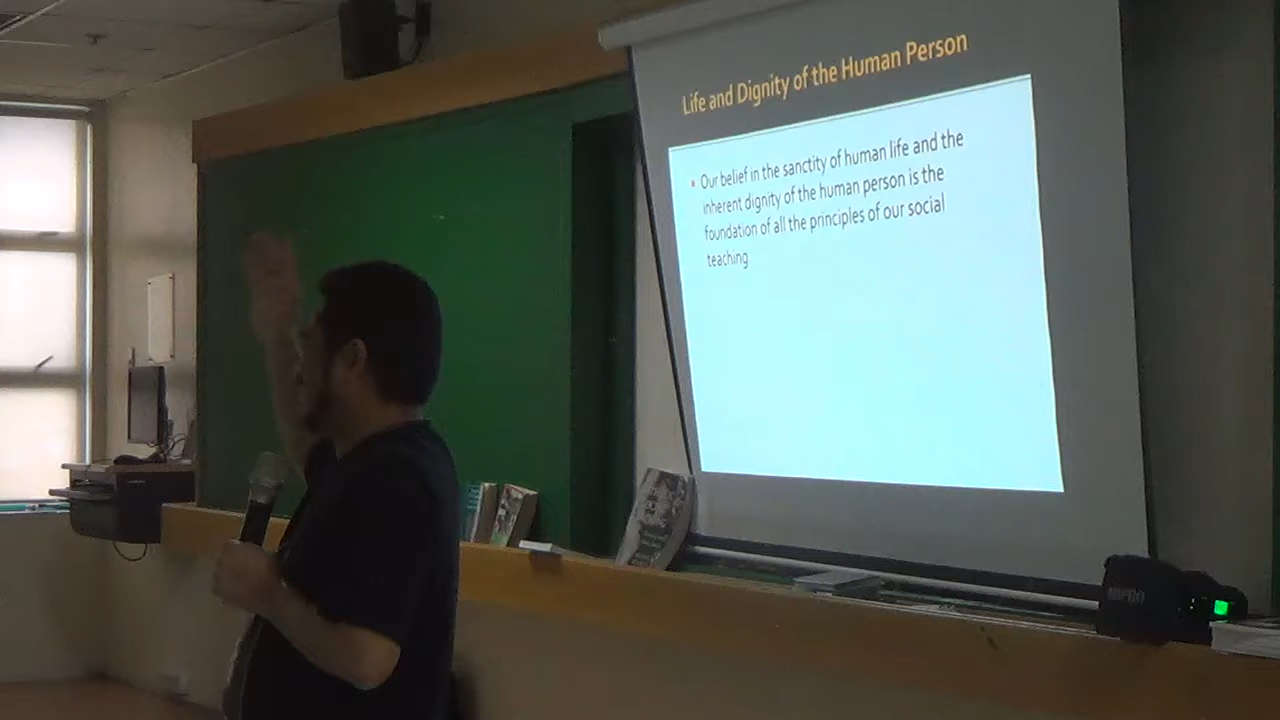 Life and Dignity of the Human Person
Our belief in the sanctity of human life and the
inherent dignity of the human person is the
foundation of all the principles of our social
teaching
MIPRO